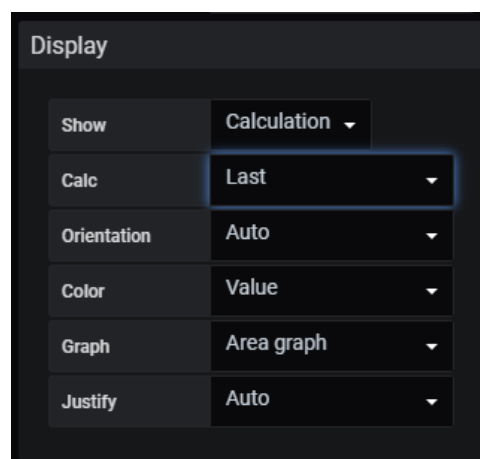 Display
Show Calculation
Calc Last
Orientation Auto
Color Value
Graph Area graph
Justify Auto